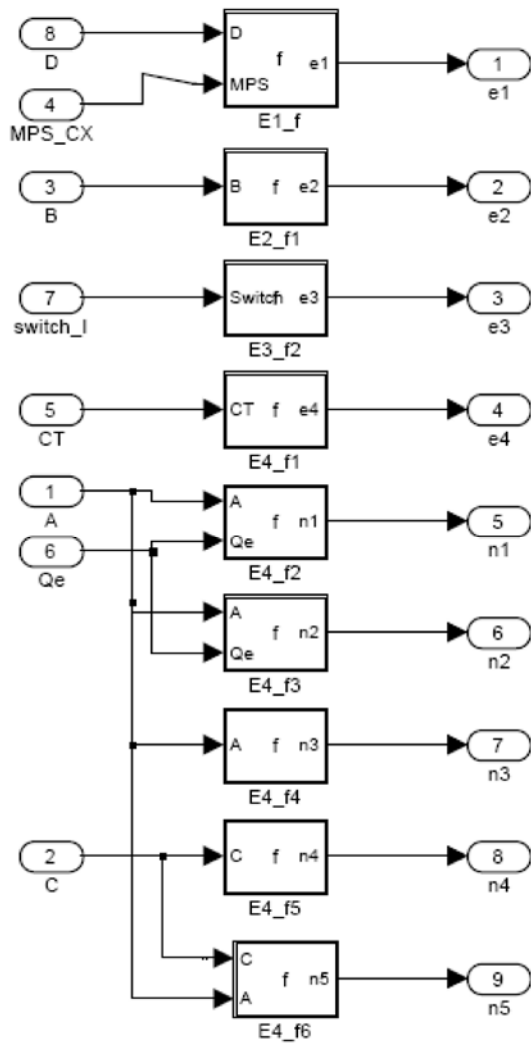 8
D
4
MPS_CX
D
MPS
f
e1
E1_f
1
e1
3
B
B f e2
E2_f1
2
e2
7
switch_I
Switch f e3
E3_f2
3
e3
5
CT
CT f e4
E4_f1
4
e4
1
A
6
Qe
A
Qe
f n1
E4_f2
5
n1
A
Qe
f n2
E4_f3
6
n2
A f n3
E4_f4
7
n3
2
C
C f n4
E4_f5
8
n4
C
A
f n5
E4_f6
9
n5